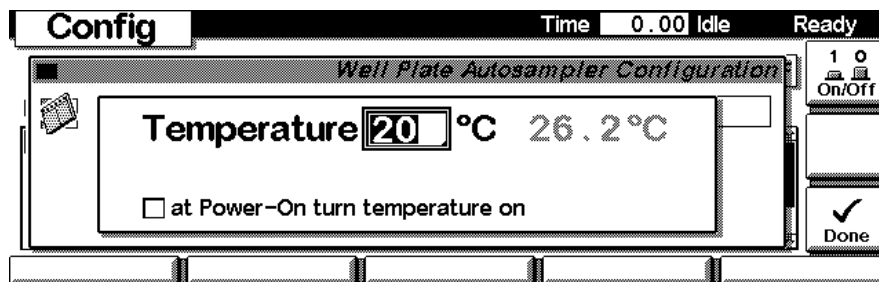 Config Time 0.00 Idle Ready
Well Plate Autosampler Configuration
1 0
On/Off
Temperature 20 °C 26.2°C
at Power-On turn temperature on
Done